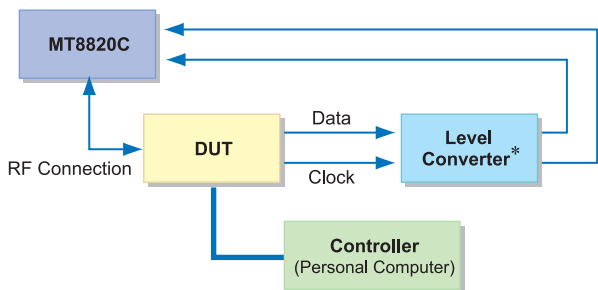 MT8820C
Data
DUT
Level
Converter*
RF Connection
Clock
Controller
(Personal Computer)